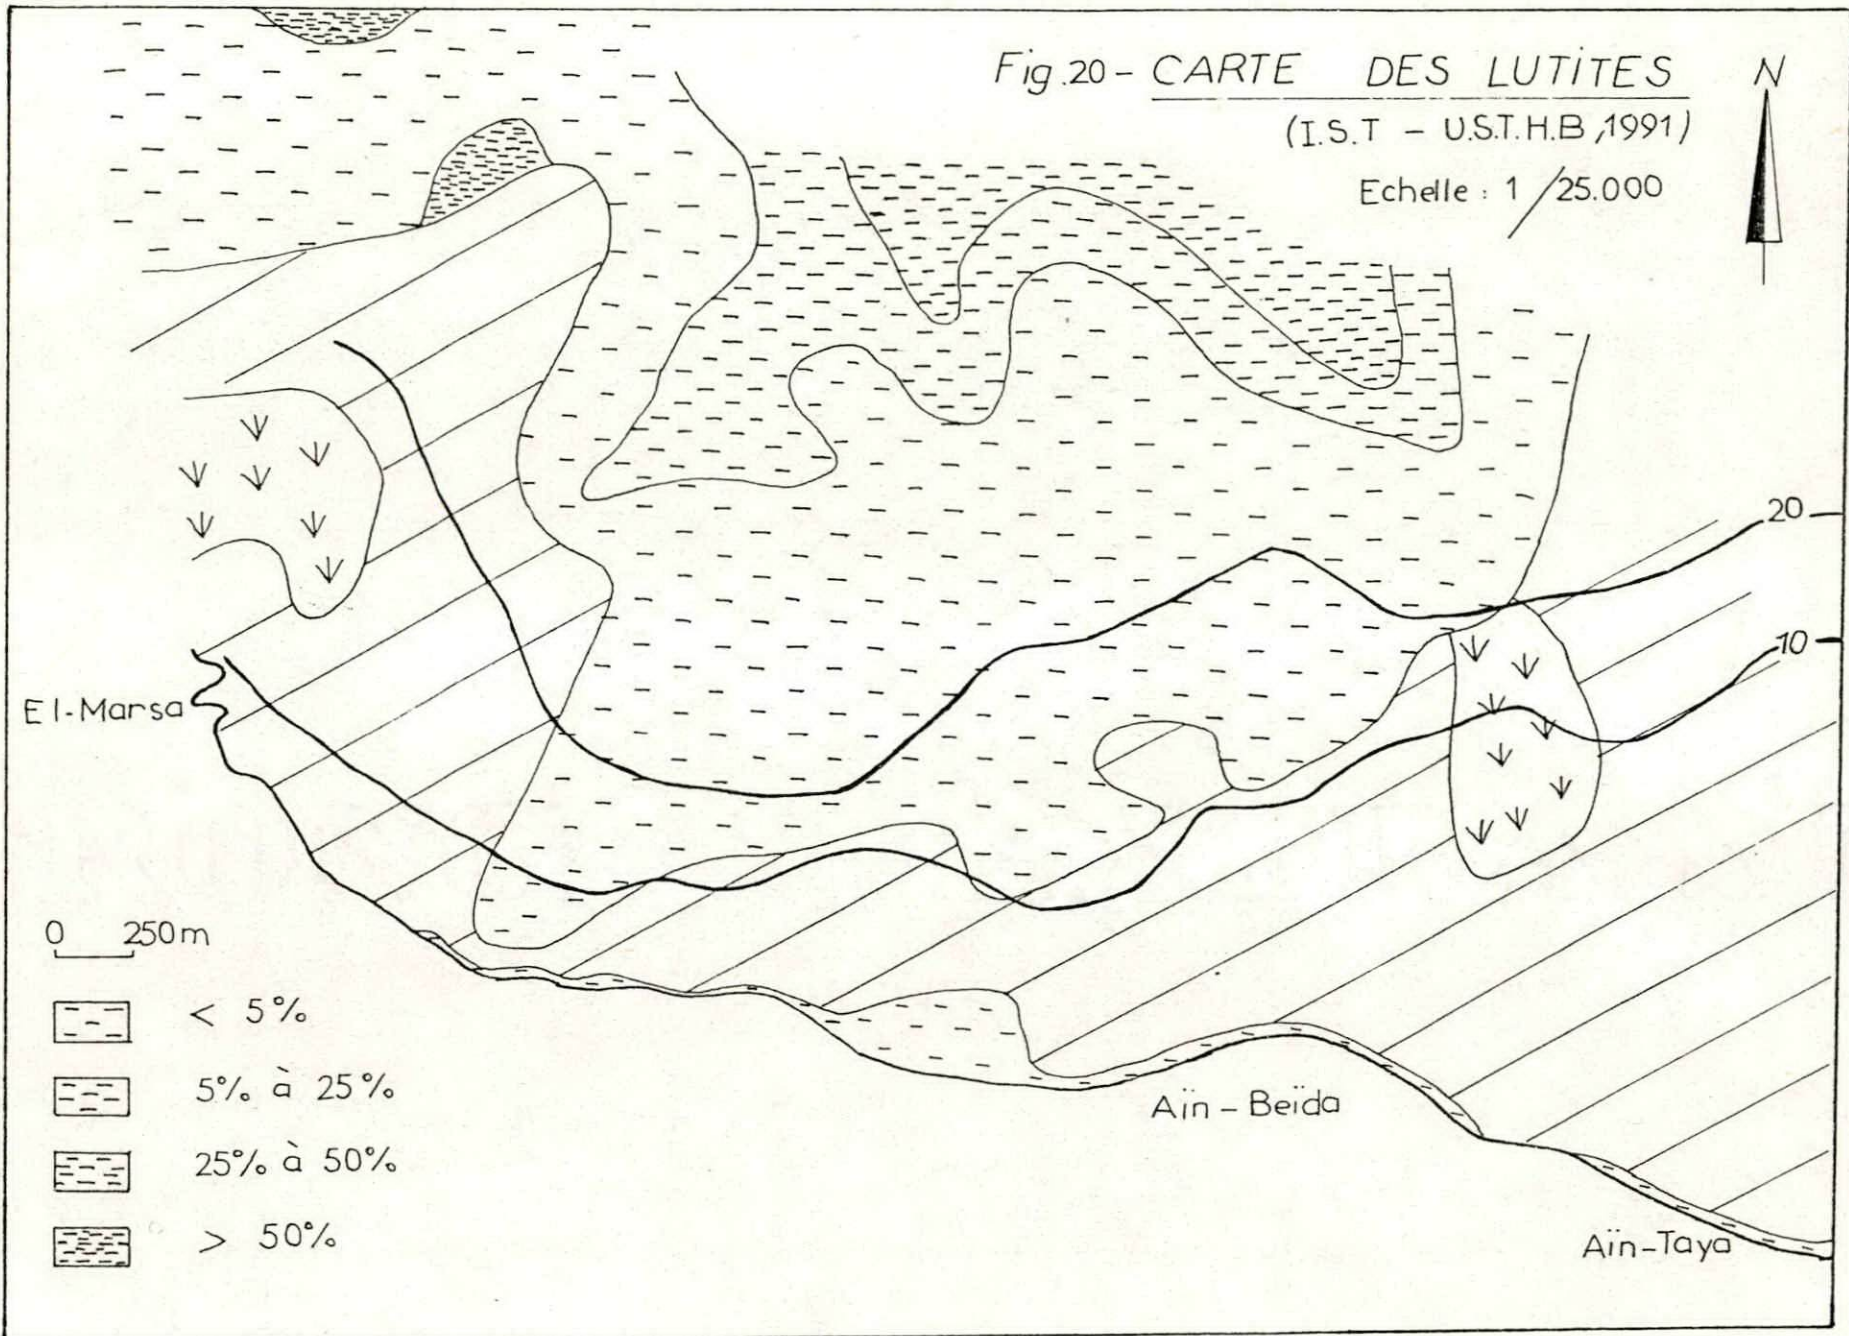 Fig.20 - CARTE DES LUTITES
N
(I.S.T - U.S.T.H.B,1991)
Echelle : 1/25.000
20
10
El-Marsa
0 250m
< 5%
5% à 25%
25% à 50%
> 50%
Aïn-Beïda
Aïn-Taya